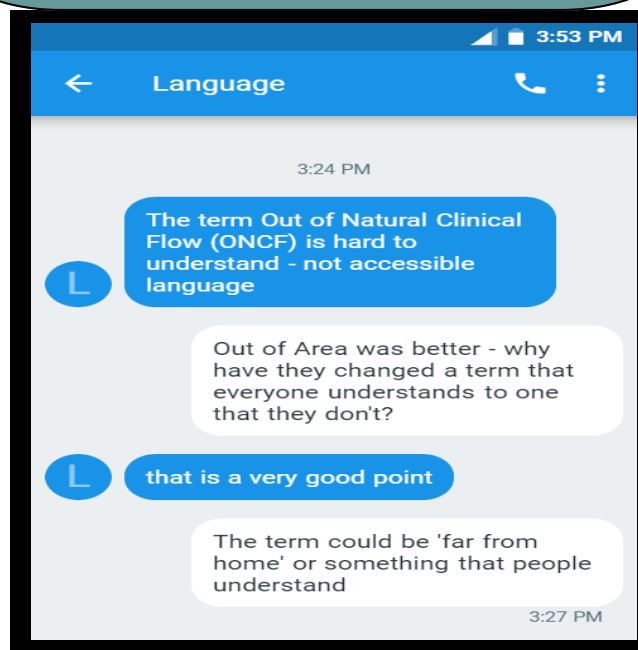 3:53 PM
Language
3:24 PM
The term Out of Natural Clinical
Flow (ONCF) is hard to
understand - not accessible
language
L
Out of Area was better - why
have they changed a term that
everyone understands to one
that they don't?
L
that is a very good point
The term could be 'far from
home' or something that people
understand
3:27 PM